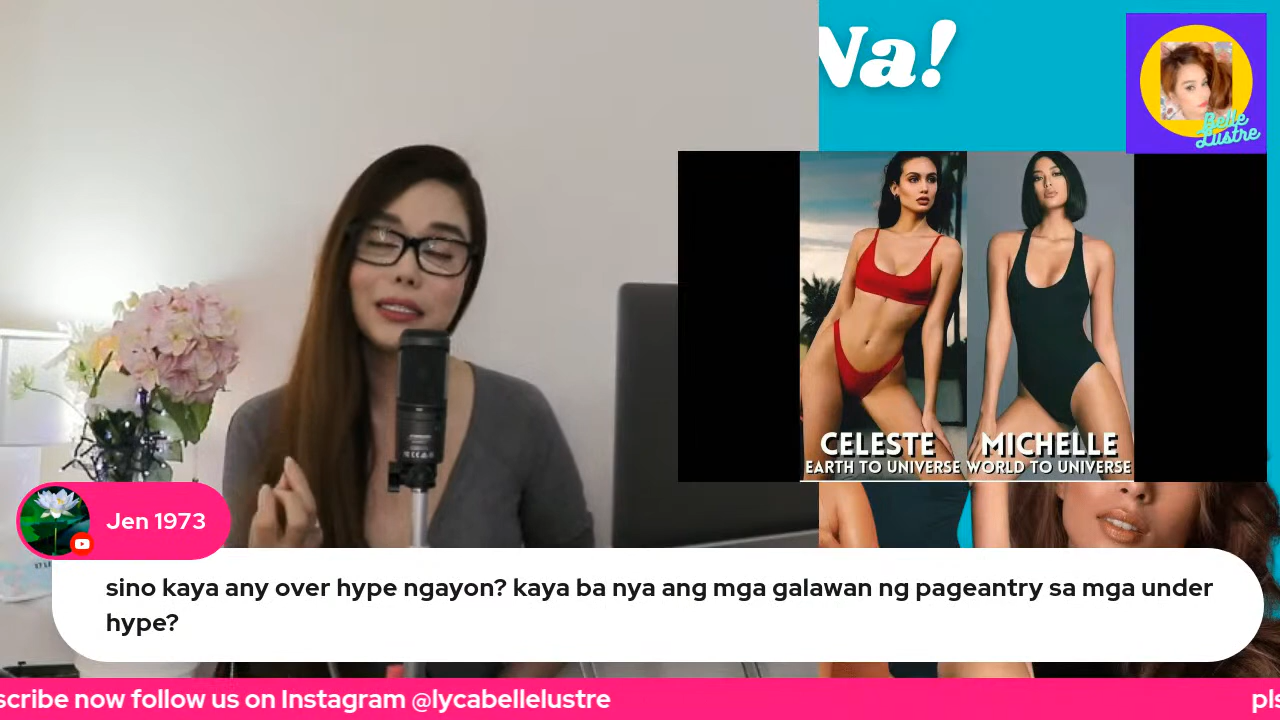 Na!
Belle
Lustre
CELESTE
EARTH TO UNIVERSE
MICHELLE
WORLD TO UNIVERSE
Jen 1973
sino kaya any over hype ngayon? kaya ba nya ang mga galawan ng pageantry sa mga under
hype?
scribe now follow us on Instagram @lycabellelustre
pls